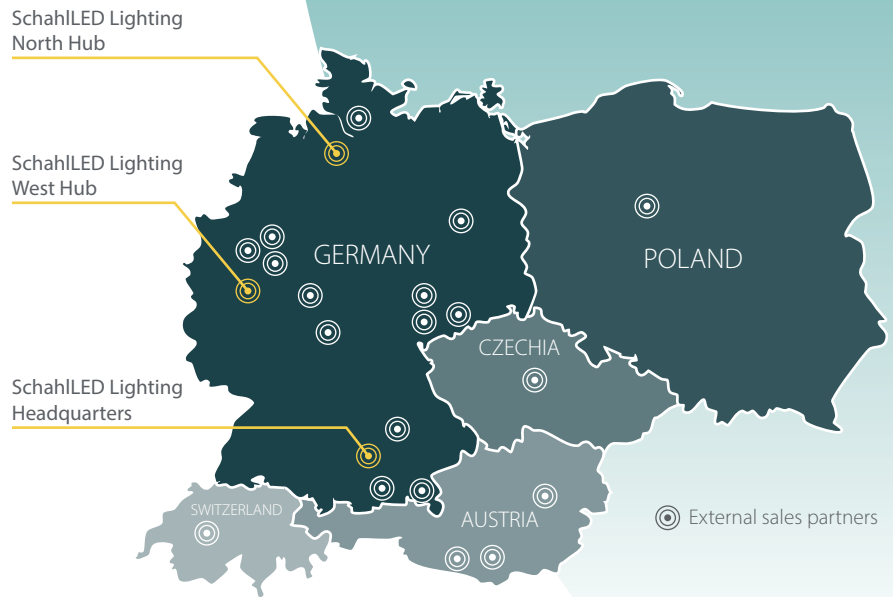 SchahlLED Lighting
North Hub
SchahlLED Lighting
West Hub
GERMANY
POLAND
CZECHIA
SchahlLED Lighting
Headquarters
SWITZERLAND
AUSTRIA
External sales partners